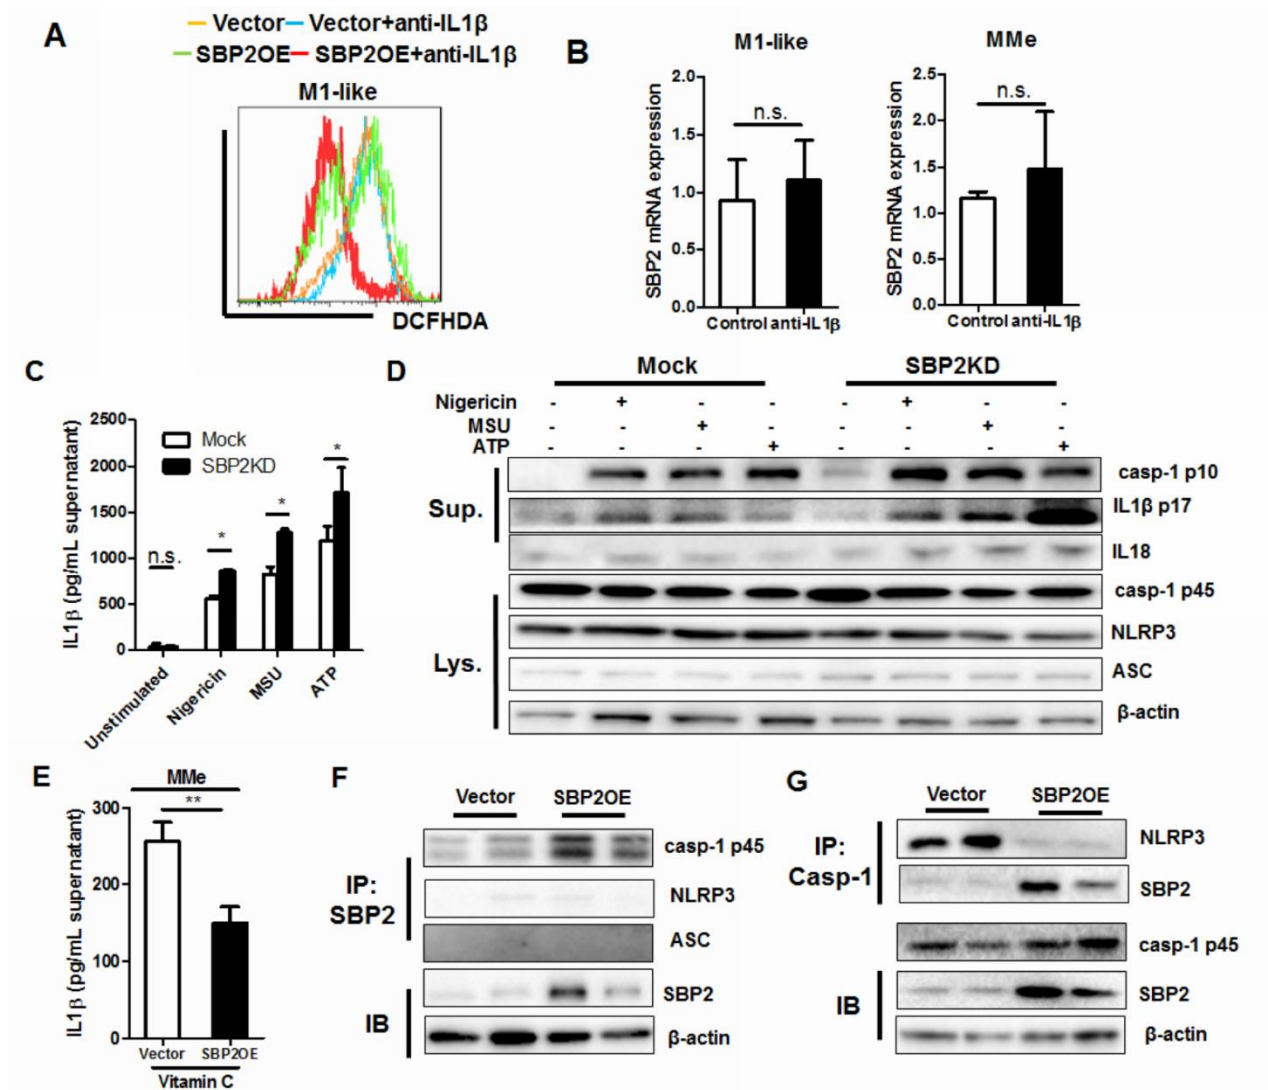 A
Vector Vector+anti-IL1β
SBP2OE SBP2OE+anti-IL1β
M1-like
DCFHDA
B
M1-like
SBP2 mRNA expression
2.0
1.5
1.0
0.5
0.0
n.s.
Control anti-IL1β
MMe
SBP2 mRNA expression
2.5
2.0
1.5
1.0
0.5
0.0
n.s.
Control anti-IL1β
C
IL1β (pg/mL supernatant)
2500
2000
1500
1000
500
0
Mock
SBP2KD
n.s.
*
*
*
Unstimulated
Nigericin
MSU
ATP
D
Mock SBP2KD
Nigericin - + - - - + - -
MSU - - + - - - + -
ATP - - - + - - - +
Sup.
casp-1 p10
IL1β p17
IL18
Lys.
casp-1 p45
NLRP3
ASC
β-actin
E
MMe
**
IL1β (pg/mL supernatant)
300
200
100
0
Vector SBP2OE
Vitamin C
F
Vector SBP2OE
IP:
SBP2
casp-1 p45
NLRP3
ASC
IB
SBP2
β-actin
G
Vector SBP2OE
IP:
Casp-1
NLRP3
SBP2
casp-1 p45
IB
SBP2
β-actin